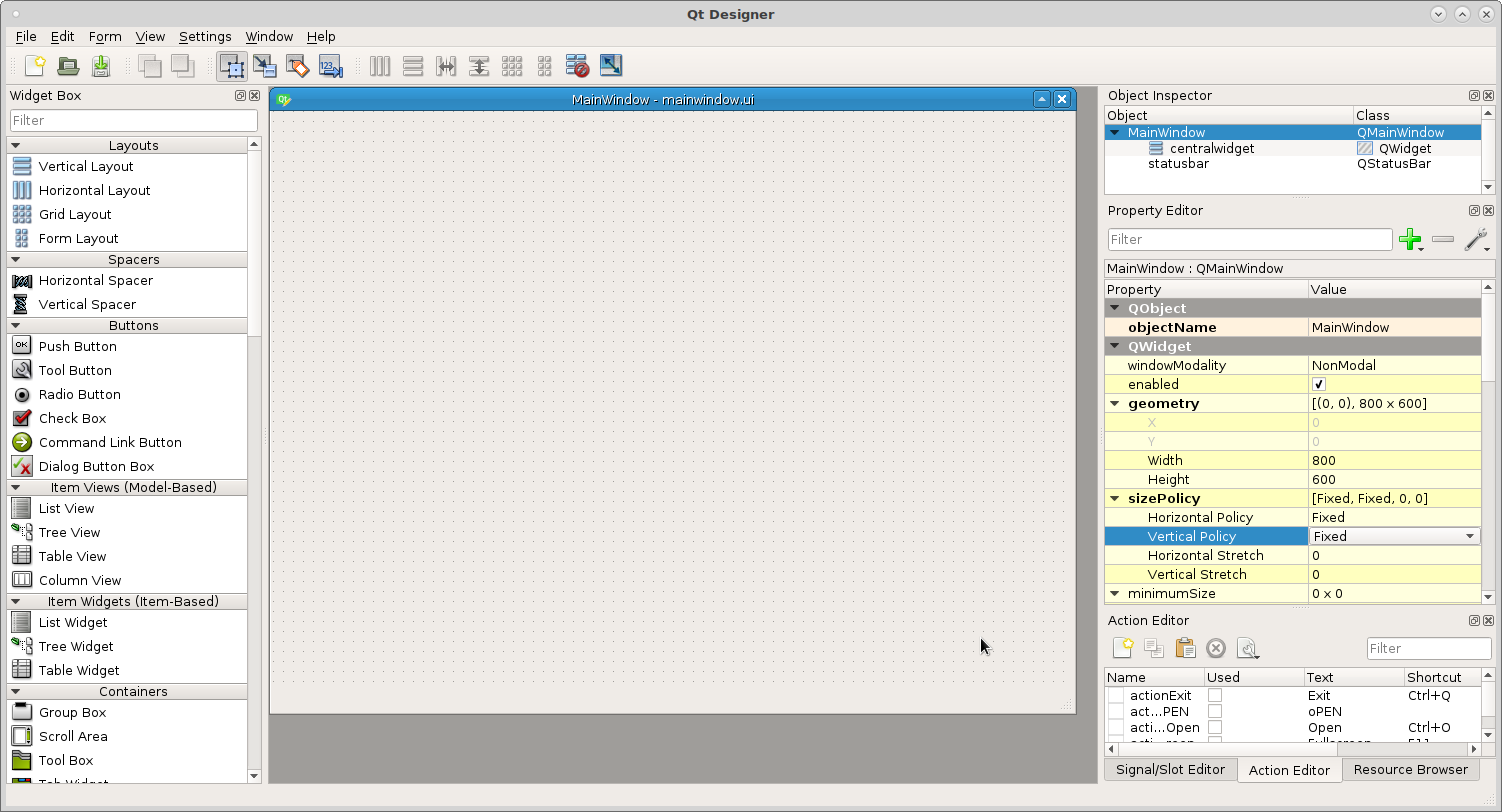 Qt Designer
File Edit Form View Settings Window Help
Widget Box
Filter
Layouts
Vertical Layout
Horizontal Layout
Grid Layout
Form Layout
Spacers
Horizontal Spacer
Vertical Spacer
Buttons
Push Button
Tool Button
Radio Button
Check Box
Command Link Button
Dialog Button Box
Item Views (Model-Based)
List View
Tree View
Table View
Column View
Item Widgets (Item-Based)
List Widget
Tree Widget
Table Widget
Containers
Group Box
Scroll Area
Tool Box
Tab Widget
MainWindow - mainwindow.ui
Object Inspector
Object Class
MainWindow QMainWindow
centralwidget QWidget
statusbar QStatusBar
Property Editor
Filter
MainWindow : QMainWindow
Property Value
QObject
objectName MainWindow
QWidget
windowModality NonModal
enabled
geometry [(0, 0), 800 x 600]
X 0
Y 0
Width 800
Height 600
sizePolicy [Fixed, Fixed, 0, 0]
Horizontal Policy Fixed
Vertical Policy Fixed
Horizontal Stretch 0
Vertical Stretch 0
minimumSize 0 x 0
Action Editor
Filter
Name Used Text Shortcut
actionExit Exit Ctrl+Q
act...PEN oPEN
acti...Open Open Ctrl+O
Signal/Slot Editor Action Editor Resource Browser